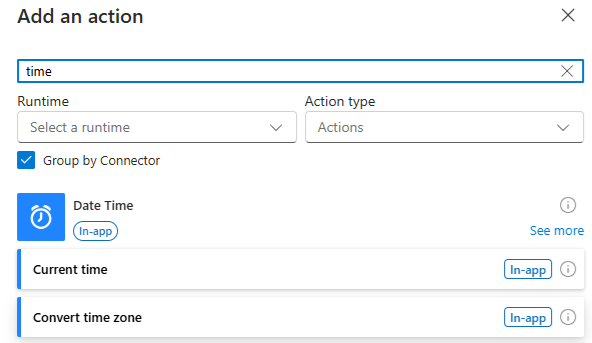 Add an action
time
Runtime Action type
Select a runtime Actions
Group by Connector
Date Time
In-app
See more
Current time In-app
Convert time zone In-app